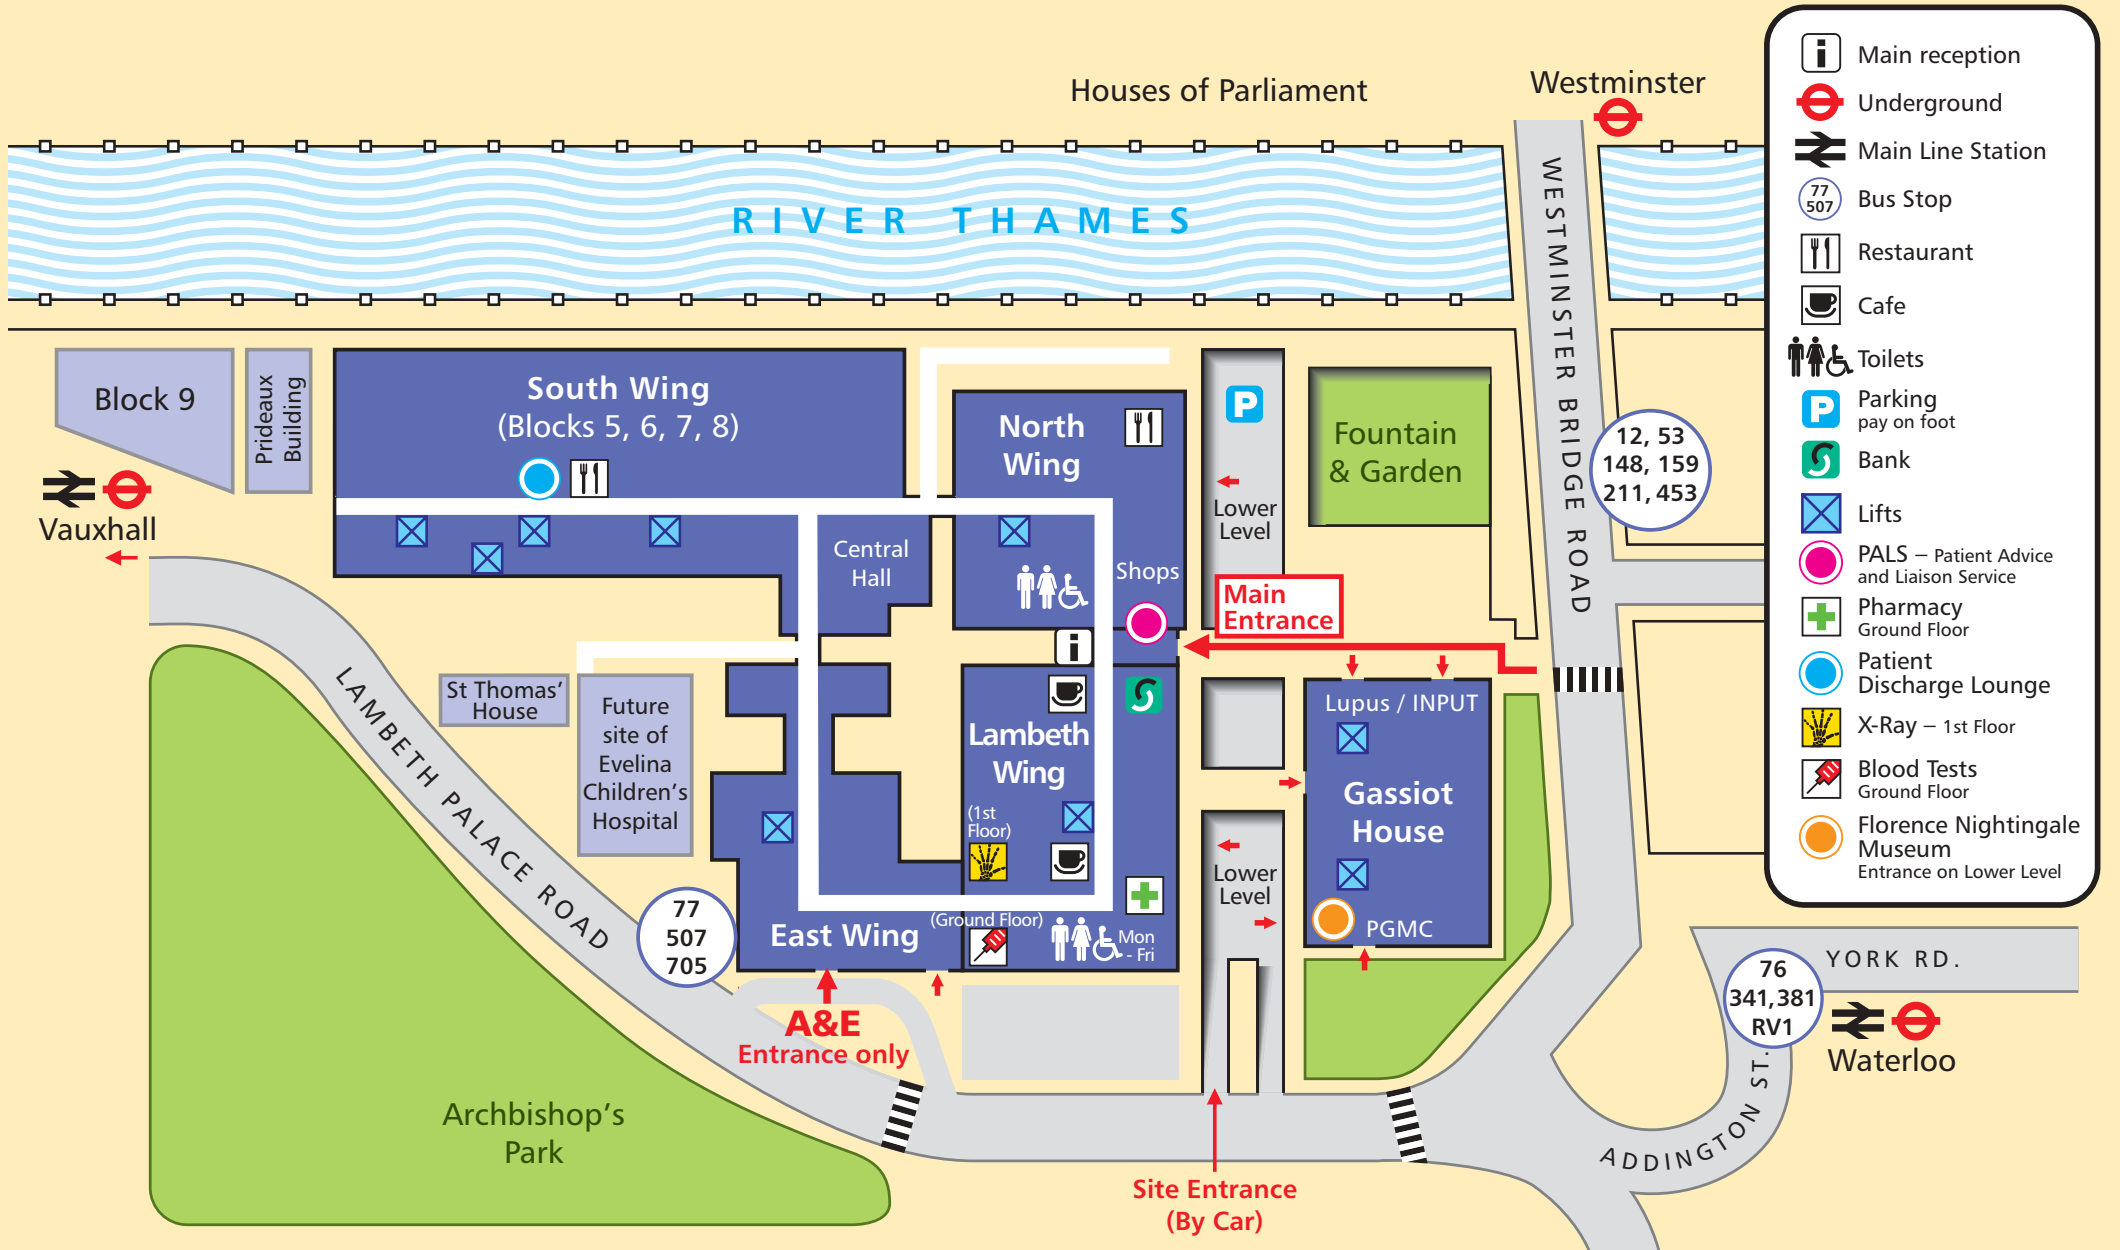 Houses of Parliament
Westminster
RIVER THAMES
WESTMINSTER BRIDGE ROAD
Block 9
Prideaux
Building
South Wing
(Blocks 5, 6, 7, 8)
North
Wing
P
Lower
Level
Fountain
& Garden
12, 53
148, 159
211, 453
Vauxhall
Central
Hall
Shops
Main
Entrance
i
St Thomas’
House
Future
site of
Evelina
Children’s
Hospital
Lambeth
Wing
(1st
Floor)
Lupus / INPUT
Gassiot
House
PGMC
Lower
Level
LAMBETH PALACE ROAD
77
507
705
East Wing
(Ground Floor)
Mon
- Fri
A&E
Entrance only
Archbishop’s
Park
Site Entrance
(By Car)
YORK RD.
76
341,381
RV1
Waterloo
ADDINGTON ST.
i
Main reception
Underground
Main Line Station
77
507
Bus Stop
Restaurant
Cafe
Toilets
P
Parking
pay on foot
Bank
Lifts
PALS – Patient Advice
and Liaison Service
Pharmacy
Ground Floor
Patient
Discharge Lounge
X-Ray – 1st Floor
Blood Tests
Ground Floor
Florence Nightingale
Museum
Entrance on Lower Level